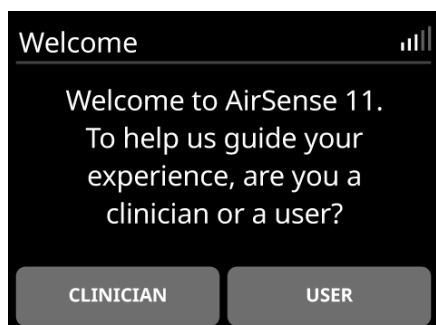 Welcome
Welcome to AirSense 11.
To help us guide your
experience, are you a
clinician or a user?
CLINICIAN
USER